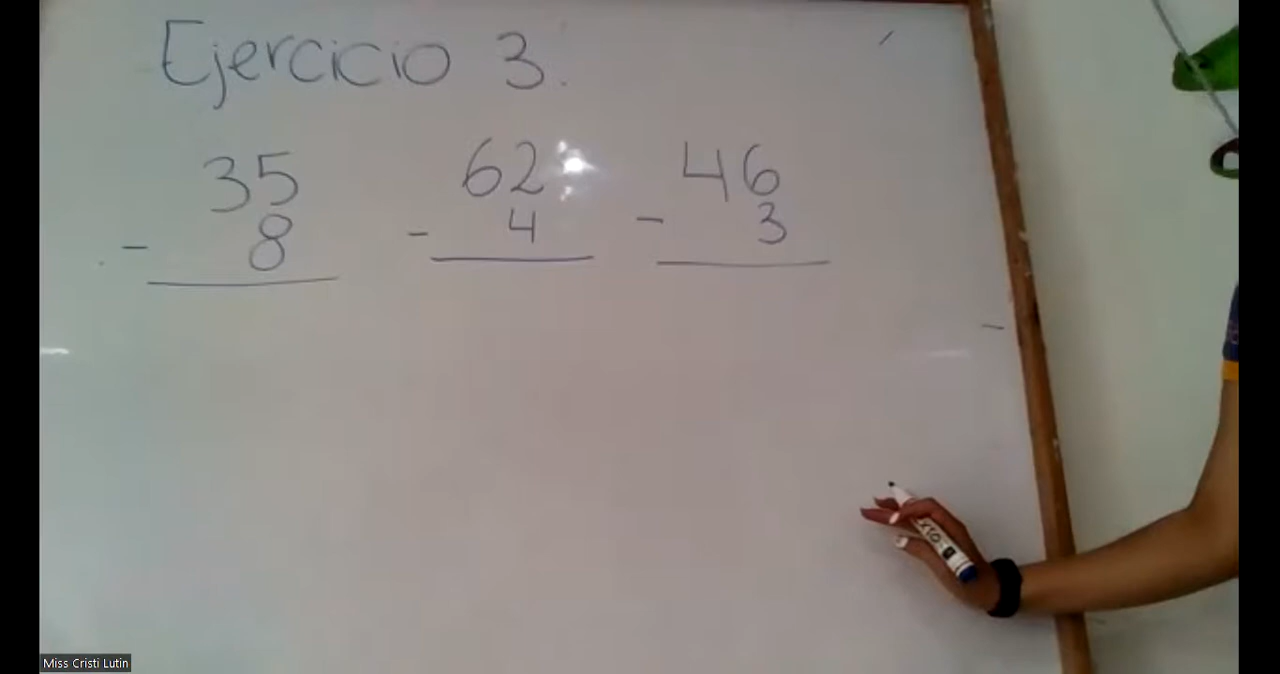 Ejercicio 3.
35 62 46
- 8 - 4 - 3
Miss Cristi Lutin